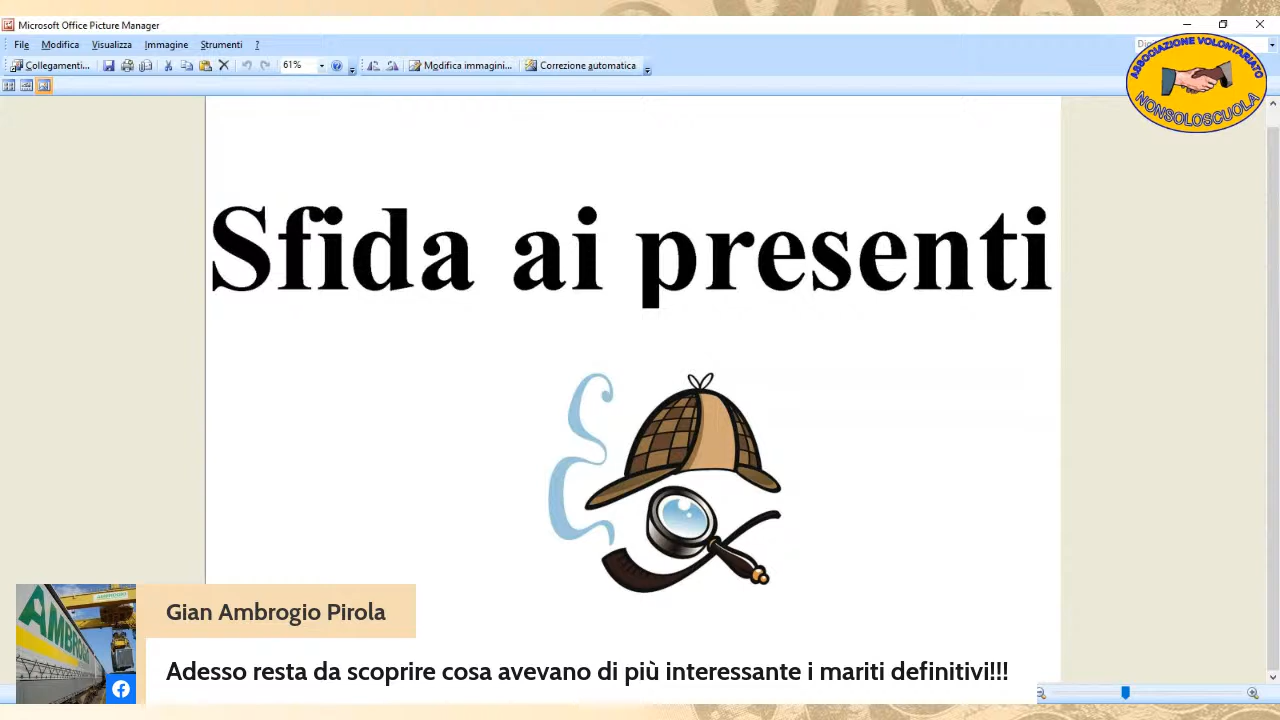 Microsoft Office Picture Manager
File Modifica Visualizza Immagine Strumenti ?
Collegamenti... 61% Modifica immagini... Correzione automatica
ASSOCIAZIONE VOLONTARIATO
NONSOLOSCUOLA
Sfida ai presenti
AMBROGIO
Gian Ambrogio Pirola
Adesso resta da scoprire cosa avevano di più interessante i mariti definitivi!!!